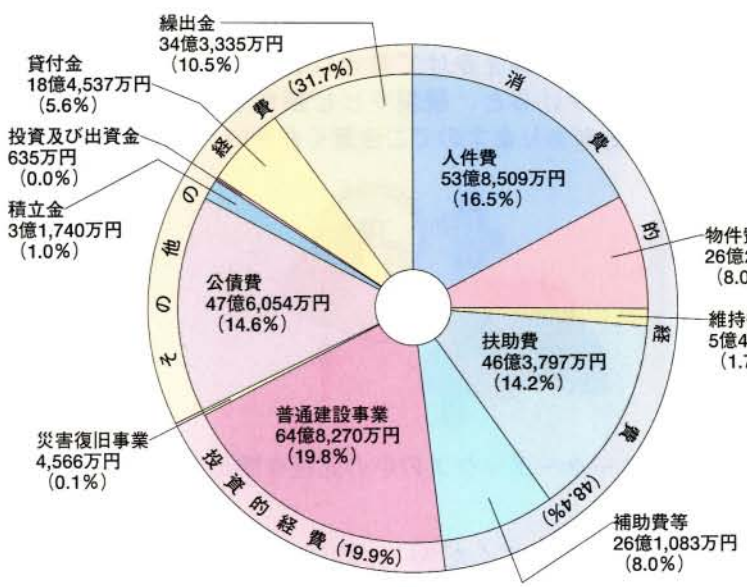 繰出金
34億3,335万円
(10.5%)
貸付金
18億4,537万円
(5.6%)
投資及び出資金
635万円
(0.0%)
積立金
3億1,740万円
(1.0%)
公債費
47億6,054万円
(14.6%)
災害復旧事業
4,566万円
(0.1%)
普通建設事業
64億8,270万円
(19.8%)
人件費
53億8,509万円
(16.5%)
物件費
26億2
(8.0
維持
5億4
(1.7
扶助費
46億3,797万円
(14.2%)
補助費等
26億1,083万円
(8.0%)
消費的経費 (48.4%)
投資的経費 (19.9%)
その他の経費 (31.7%)